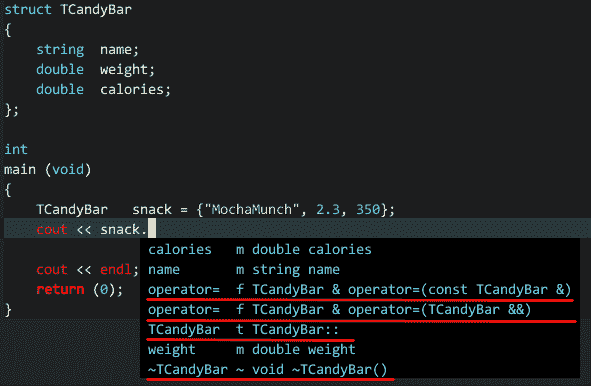 struct TCandyBar
{
    string  name;
    double  weight;
    double  calories;
};
int
main (void)
{
    TCandyBar   snack = {"MochaMunch", 2.3, 350};
    cout << snack.
calories   m double calories
    cout << endl; name       m string name
    return (0); operator=  f TCandyBar & operator=(const TCandyBar &)
} operator=  f TCandyBar & operator=(TCandyBar &&)
TCandyBar  t TCandyBar::
weight     m double weight
~TCandyBar ~ void ~TCandyBar()